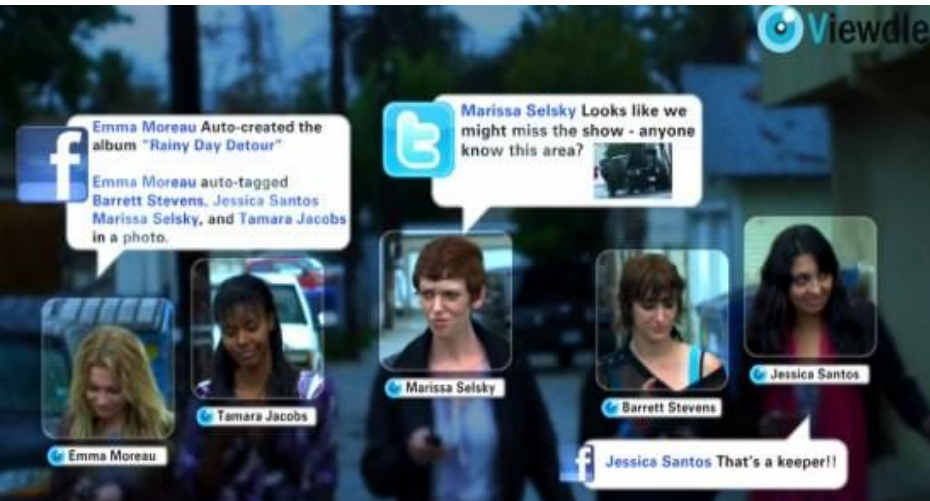 Viewdle
Emma Moreau Auto-created the
album "Rainy Day Detour"
Emma Moreau auto-tagged
Barrett Stevens, Jessica Santos
Marissa Selsky, and Tamara Jacobs
in a photo.
Marissa Selsky Looks like we
might miss the show - anyone
know this area?
Emma Moreau
Tamara Jacobs
Marissa Selsky
Barrett Stevens
Jessica Santos
Jessica Santos That's a keeper!!